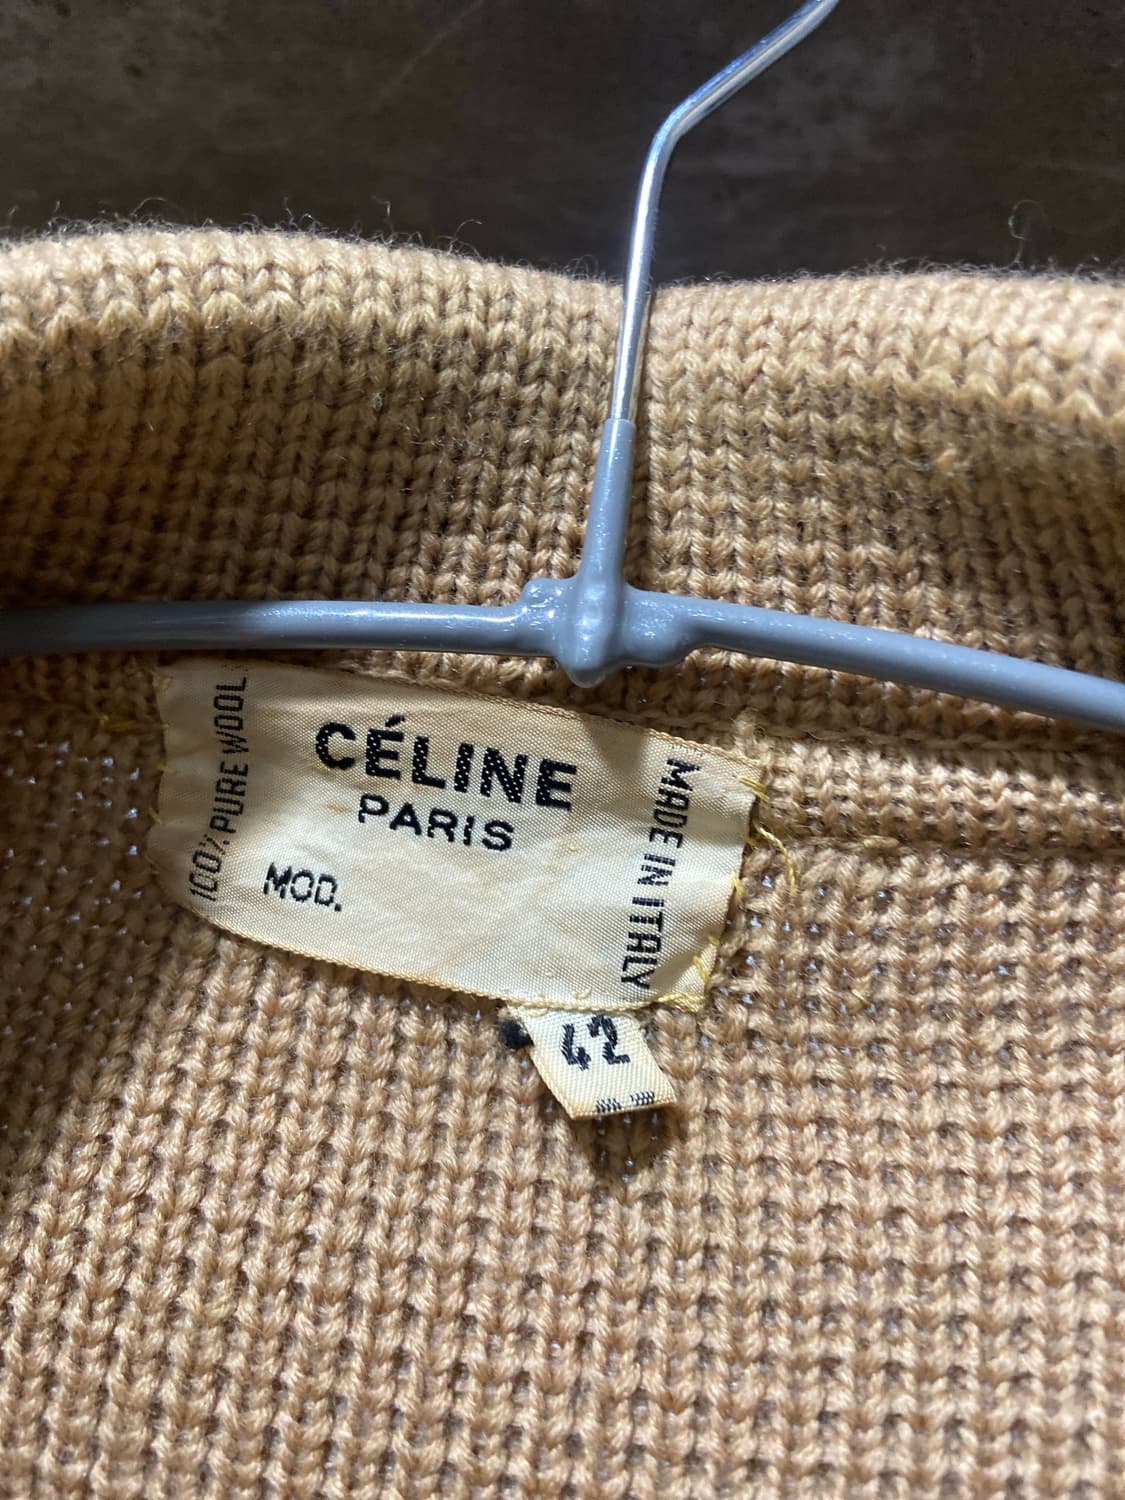 100% PURE WOOL
CÉLINE
PARIS
MOD.
MADE IN ITALY
42